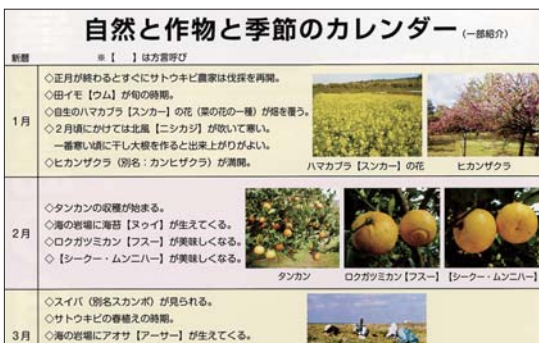 自然と作物と季節のカレンダー (一部紹介)
新暦 ※【 】は方言呼び
1月
◇正月が終わるとすぐにサトウキビ農家は伐採を再開。
◇田イモ【ウム】が旬の時期。
◇自生のハマカブラ【スンカー】の花（菜の花の一種）が畑を覆う。
◇2月頃にかけては北風【ニシカジ】が吹いて寒い。
一番寒い頃に干し大根を作ると出来上がりがよい。
◇ヒカンザクラ（別名：カンヒザクラ）が満開。
ハマカブラ【スンカー】の花
ヒカンザクラ
2月
◇タンカンの収穫が始まる。
◇海の岩場に海苔【ヌゥイ】が生えてくる。
◇ロクガツミカン【フスー】が美味しくなる。
◇【シークー・ムンニハー】が美味しくなる。
タンカン
ロクガツミカン【フスー】
【シークー・ムンニハー】
3月
◇スイバ（別名スカンポ）が見られる。
◇サトウキビの春植えの時期。
◇海の岩場にアオサ【アーサー】が生えてくる。